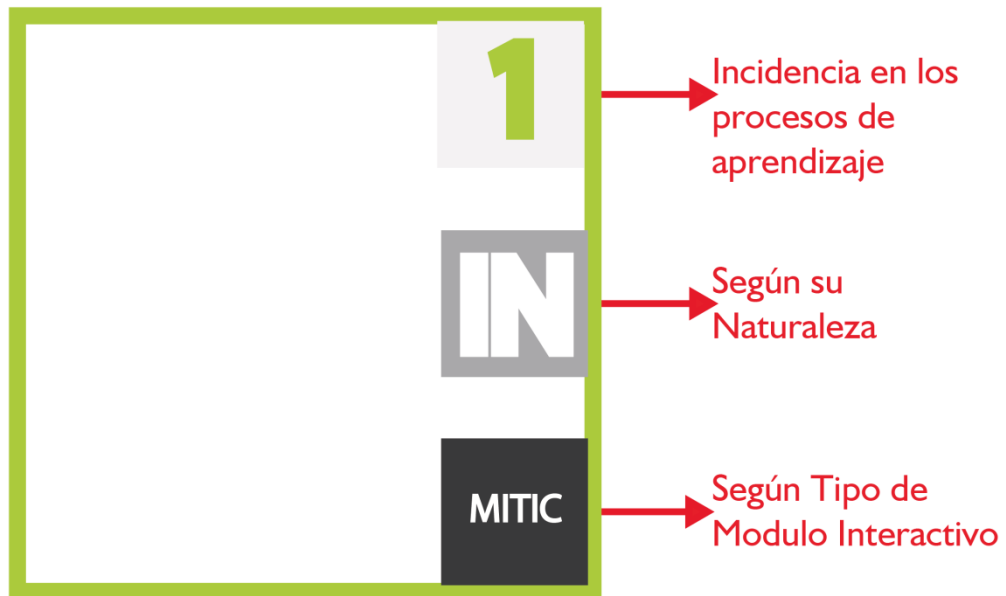 1
Incidencia en los
procesos de
aprendizaje
IN
Según su
Naturaleza
MITIC
Según Tipo de
Modulo Interactivo